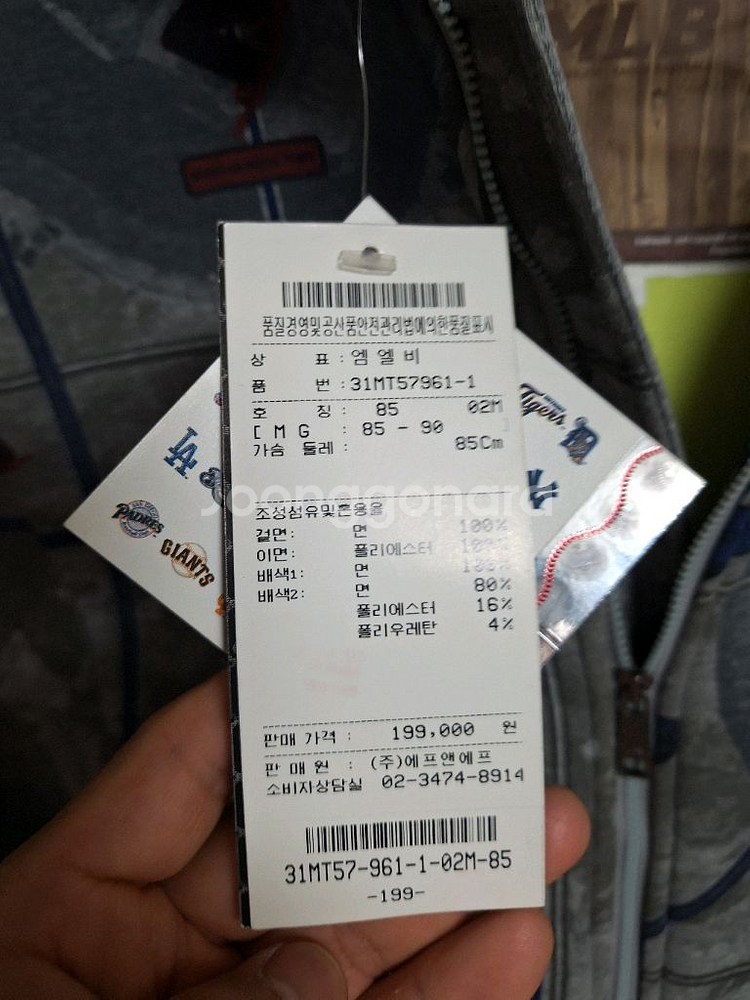 MLB
품질경영및공산품안전관리법에의한품질표시
상 표 : 엠 엘 비
품 번 : 31MT57961-1
호 칭 : 85 02M
[ M G : 85 - 90 ]
가슴 둘레 : 85Cm
Tigers
LA
PADRES
GIANTS
NY
joonggonara
조성섬유및혼용율
겉면: 면 100%
이면: 폴리에스터 100%
배색1: 면 100%
배색2: 면 80%
폴리에스터 16%
폴리우레탄 4%
판매 가격 : 199,000 원
판 매 원 : (주)에프앤에프
소비자상담실 02-3474-8914
31MT57-961-1-02M-85
-199-